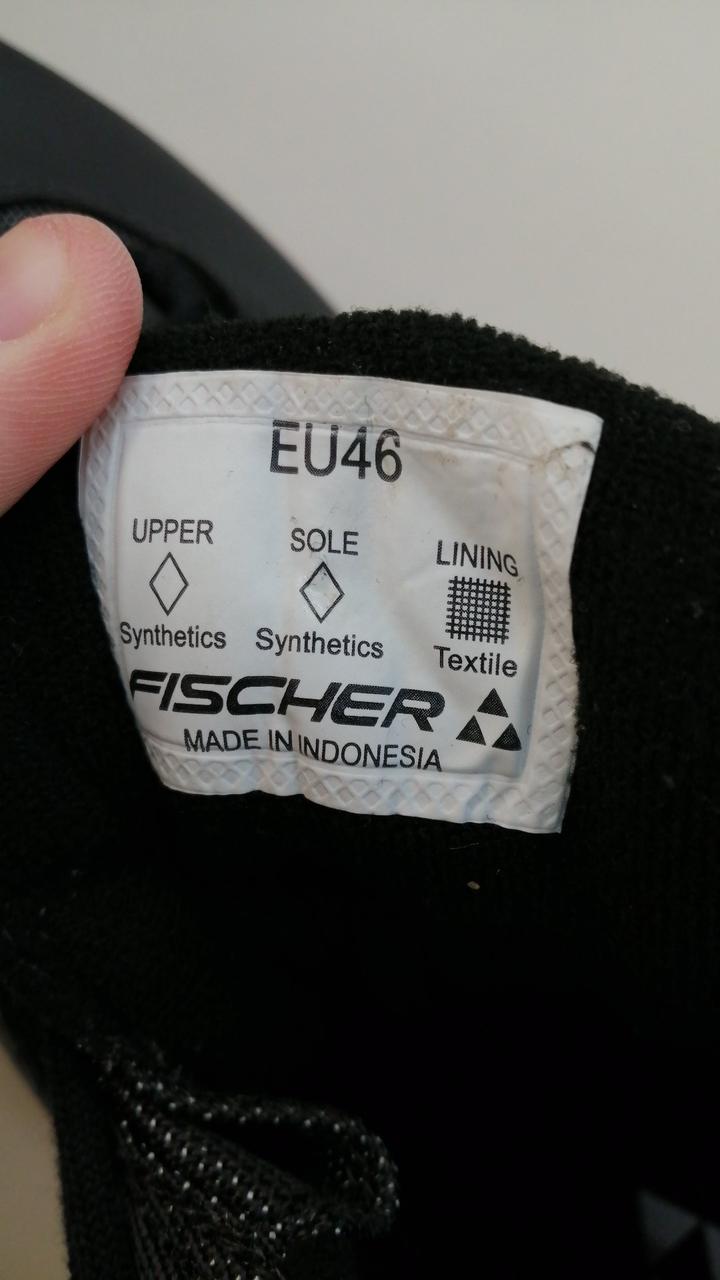 EU46
UPPER SOLE LINING
Synthetics Synthetics Textile
FISCHER
MADE IN INDONESIA